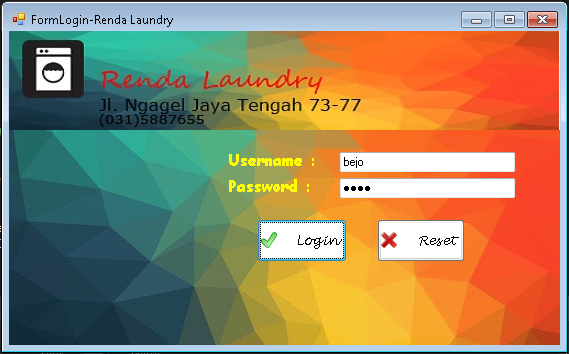 FormLogin-Renda Laundry
Renda Laundry
Jl. Ngagel Jaya Tengah 73-77
(031)5887655
Username :
bejo
Password :
••••
Login
Reset